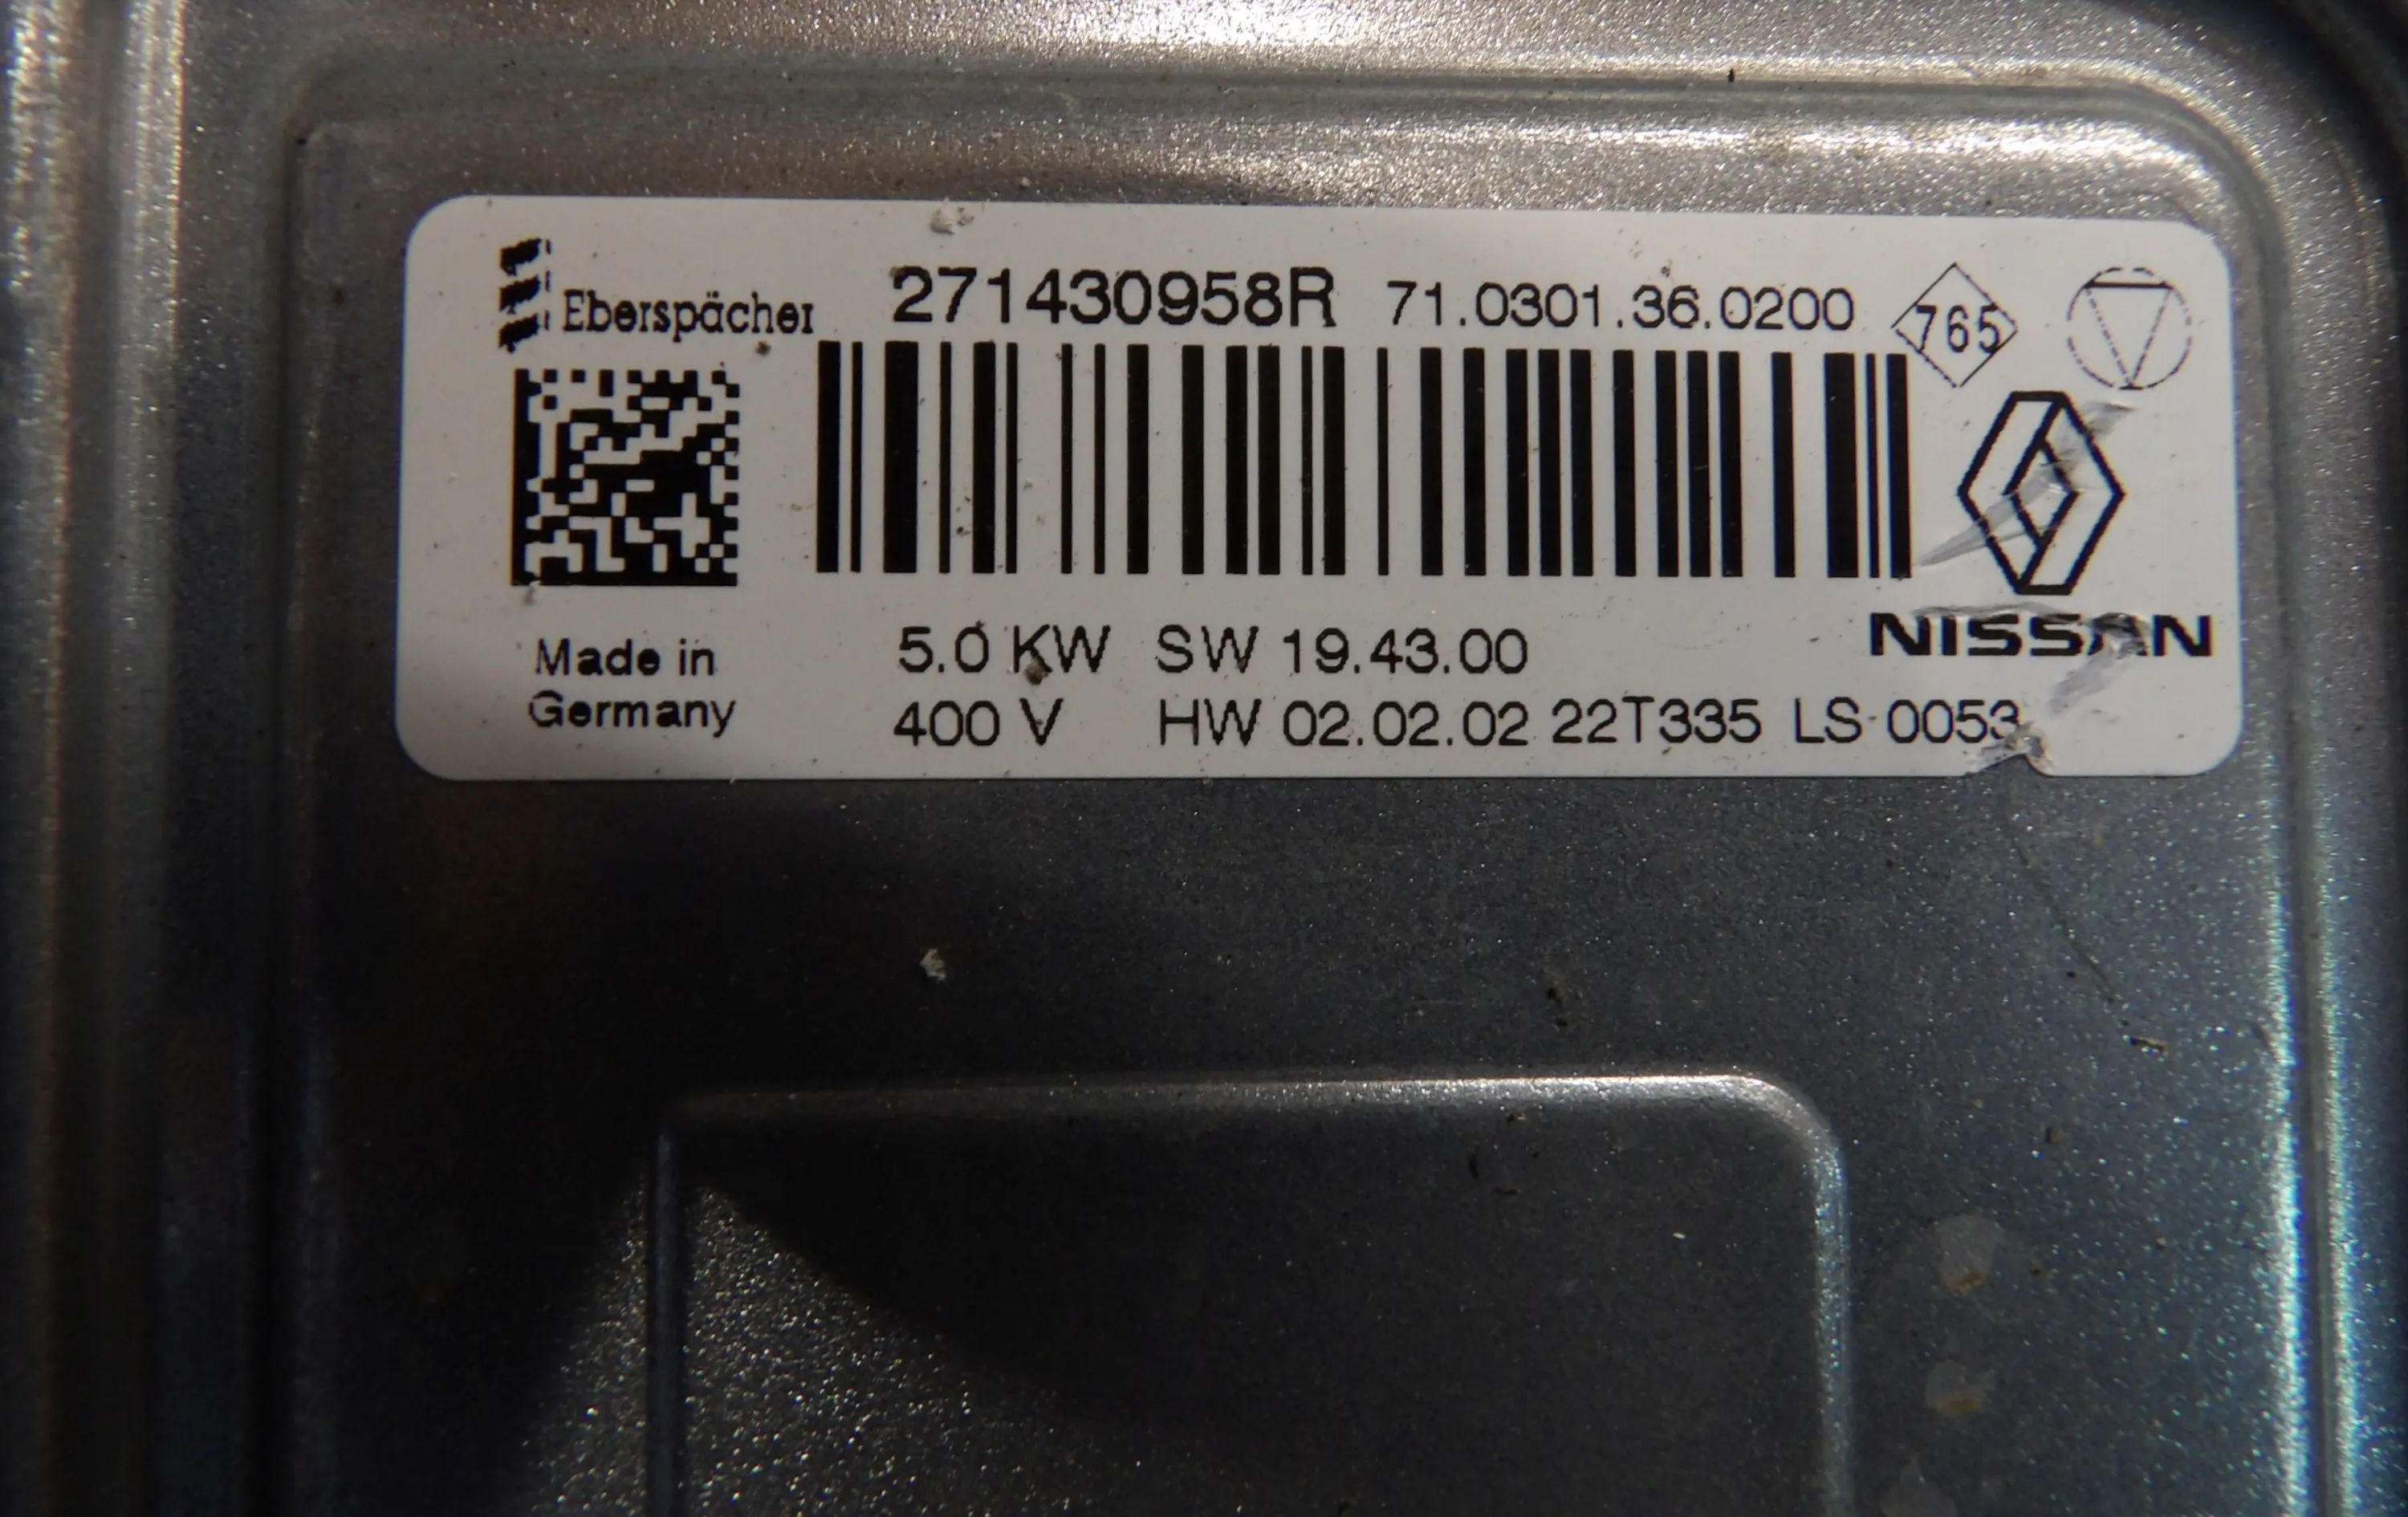 Eberspächer 271430958R 71.0301.36.0200 765
NISSAN
Made in 5.0 KW SW 19.43.00
Germany 400 V HW 02.02.02 22T335 LS 0053